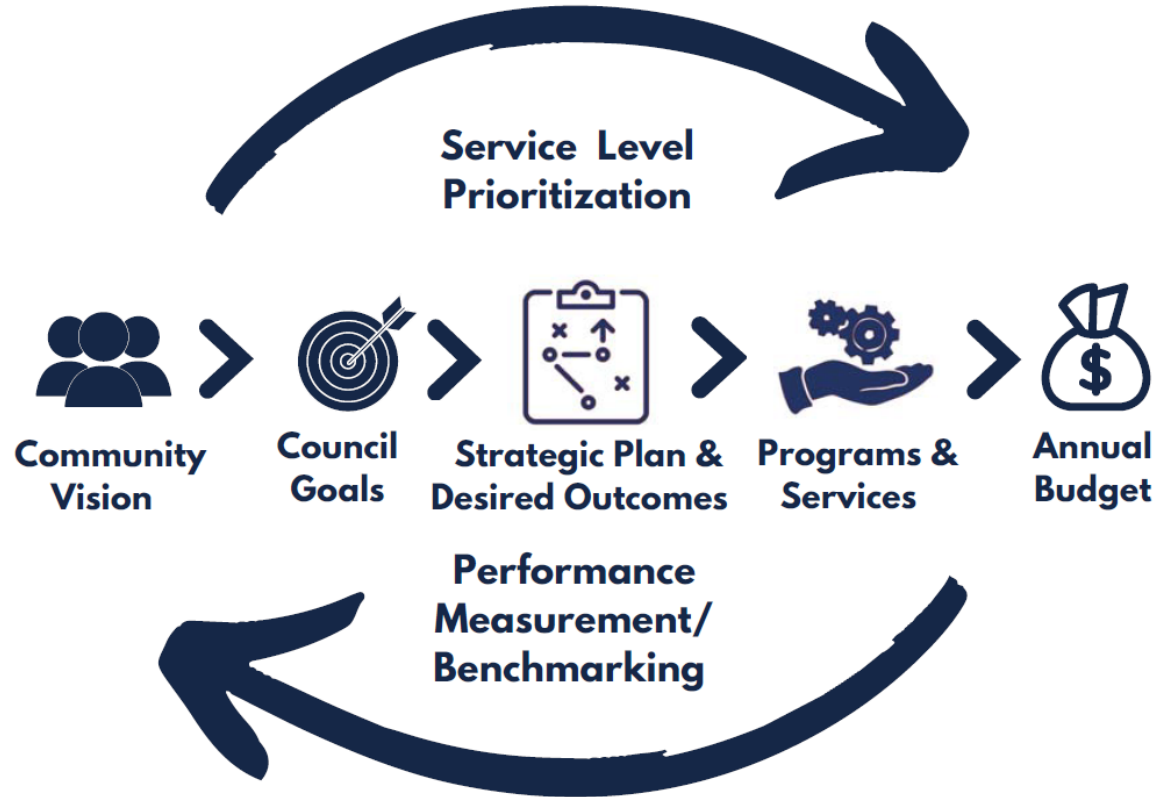 Service Level
Prioritization
Community
Vision
Council
Goals
Strategic Plan &
Desired Outcomes
Programs &
Services
$
Annual
Budget
Performance
Measurement/
Benchmarking